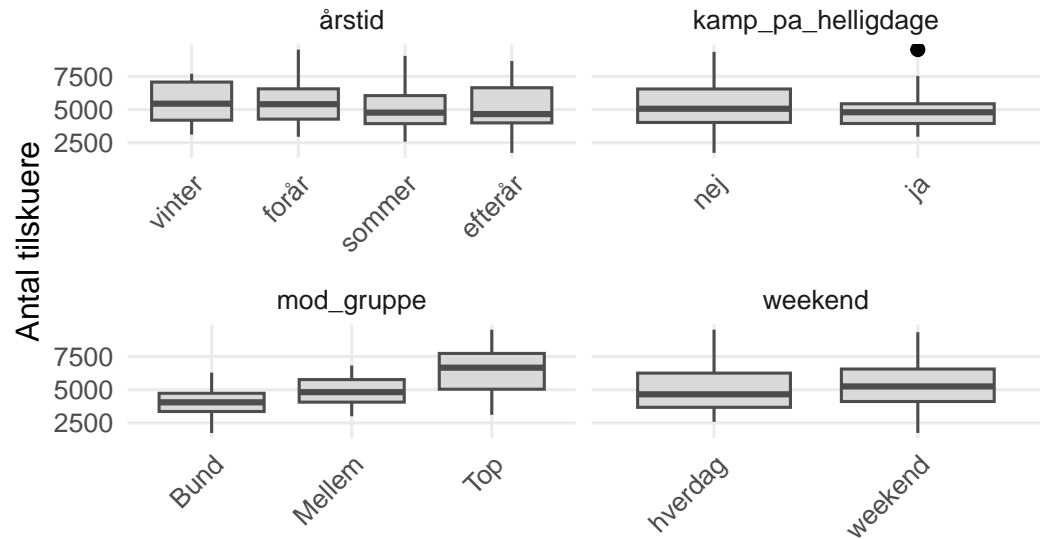 årstid
kamp_pa_helligdage
7500
5000
2500
vinter
forår
sommer
efterår
nej
ja
Antal tilskuere
mod_gruppe
weekend
7500
5000
2500
Bund
Mellem
Top
hverdag
weekend